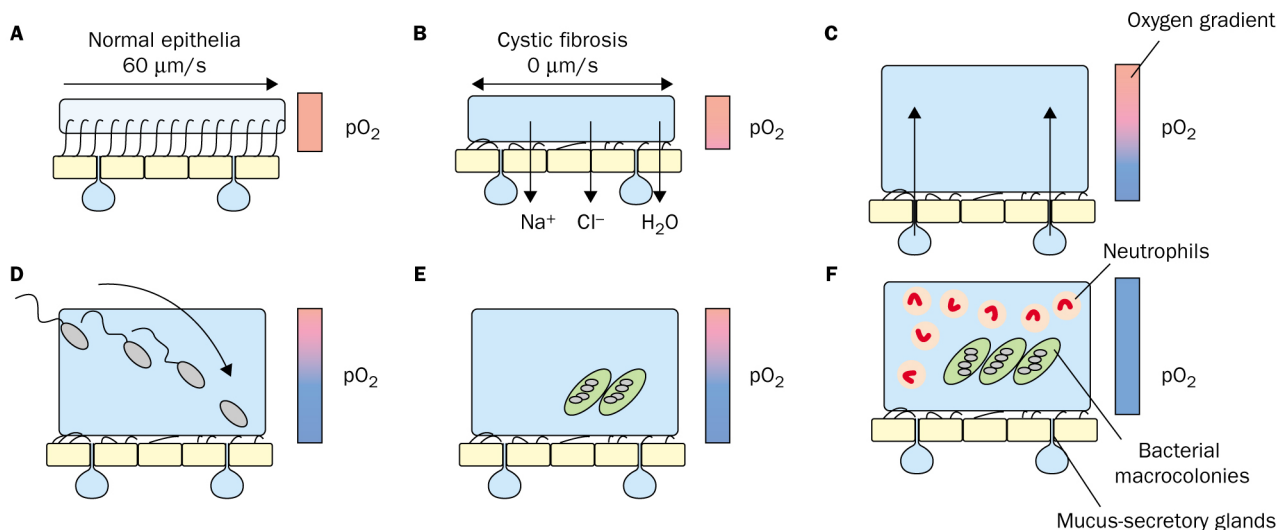 A
Normal epithelia
60 μm/s
pO₂
B
Cystic fibrosis
0 μm/s
pO₂
Na⁺ Cl⁻ H₂O
C
Oxygen gradient
pO₂
D
pO₂
E
pO₂
F
Neutrophils
pO₂
Bacterial
macrocolonies
Mucus-secretory glands